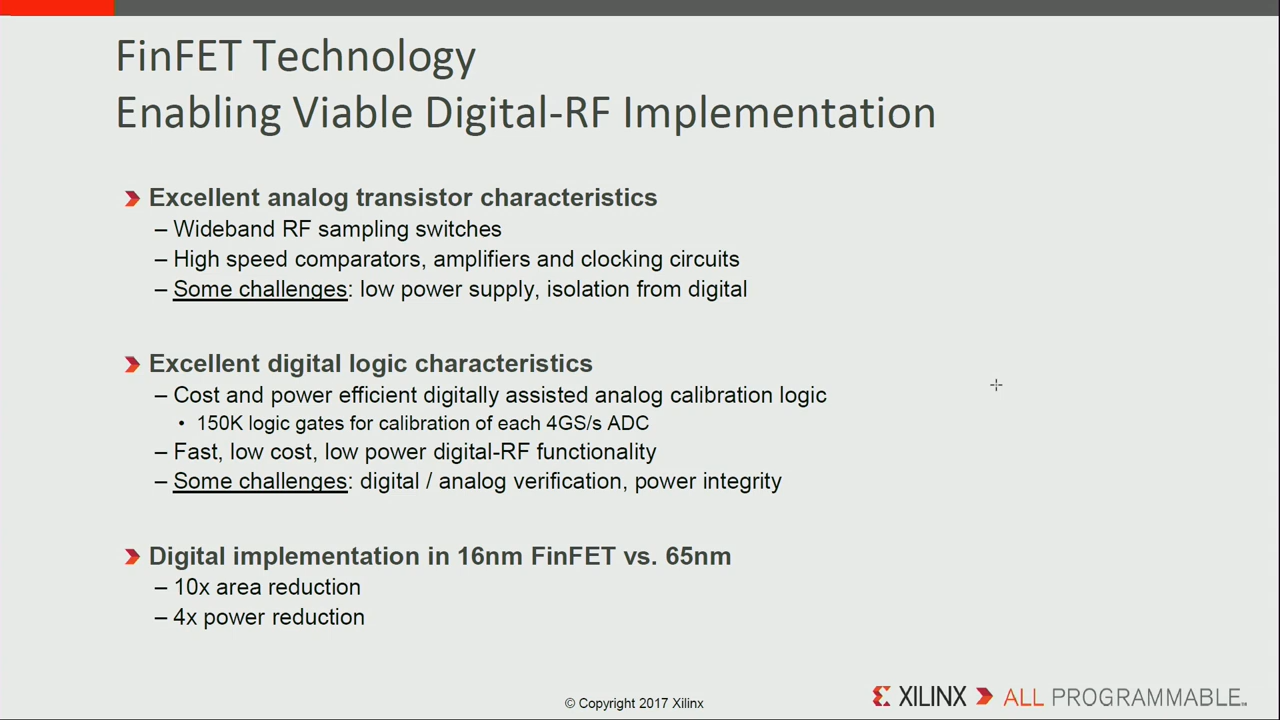 FinFET Technology
Enabling Viable Digital-RF Implementation
Excellent analog transistor characteristics
– Wideband RF sampling switches
– High speed comparators, amplifiers and clocking circuits
– Some challenges: low power supply, isolation from digital
Excellent digital logic characteristics
– Cost and power efficient digitally assisted analog calibration logic
• 150K logic gates for calibration of each 4GS/s ADC
– Fast, low cost, low power digital-RF functionality
– Some challenges: digital / analog verification, power integrity
Digital implementation in 16nm FinFET vs. 65nm
– 10x area reduction
– 4x power reduction
© Copyright 2017 Xilinx
XILINX ALL PROGRAMMABLE™